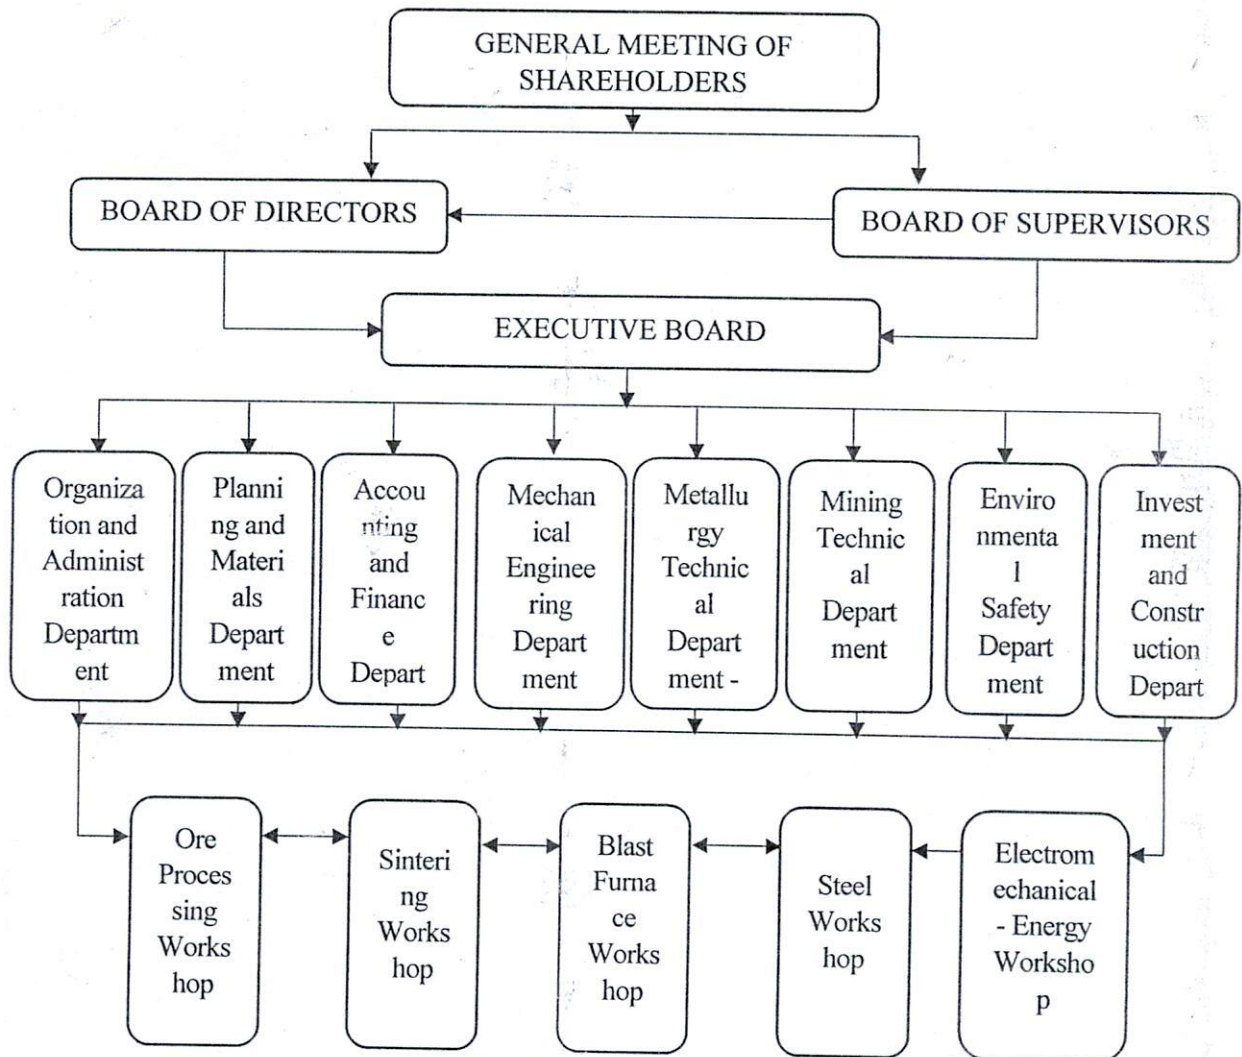 GENERAL MEETING OF
SHAREHOLDERS
BOARD OF DIRECTORS
BOARD OF SUPERVISORS
EXECUTIVE BOARD
Organiza
tion and
Administ
ration
Departm
ent
Planni
ng and
Materi
als
Depart
ment
Accou
nting
and
Financ
e
Depart
Mechan
ical
Enginee
ring
Depart
ment
Metallu
rgy
Technic
al
Depart
ment -
Mining
Technic
al
Depart
ment
Enviro
nmenta
l
Safety
Depart
ment
Invest
ment
and
Constr
uction
Depart
Ore
Proces
sing
Works
hop
Sinteri
ng
Works
hop
Blast
Furna
ce
Works
hop
Steel
Works
hop
Electrom
echanical
- Energy
Worksho
p